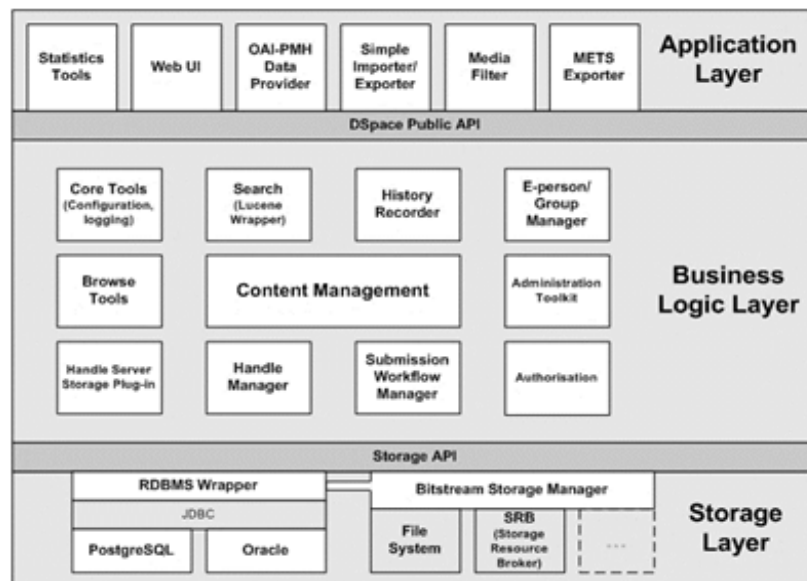 Statistics
Tools
Web UI
OAI-PMH
Data
Provider
Simple
Importer/
Exporter
Media
Filter
METS
Exporter
Application
Layer
DSpace Public API
Core Tools
(Configuration,
logging)
Search
(Lucene
Wrapper)
History
Recorder
E-person/
Group
Manager
Browse
Tools
Content Management
Administration
Toolkit
Business
Logic Layer
Handle Server
Storage Plug-in
Handle
Manager
Submission
Workflow
Manager
Authorisation
Storage API
RDBMS Wrapper
Bitstream Storage Manager
JDBC
PostgreSQL
Oracle
File
System
SRB
(Storage
Resource
Broker)
...
Storage
Layer